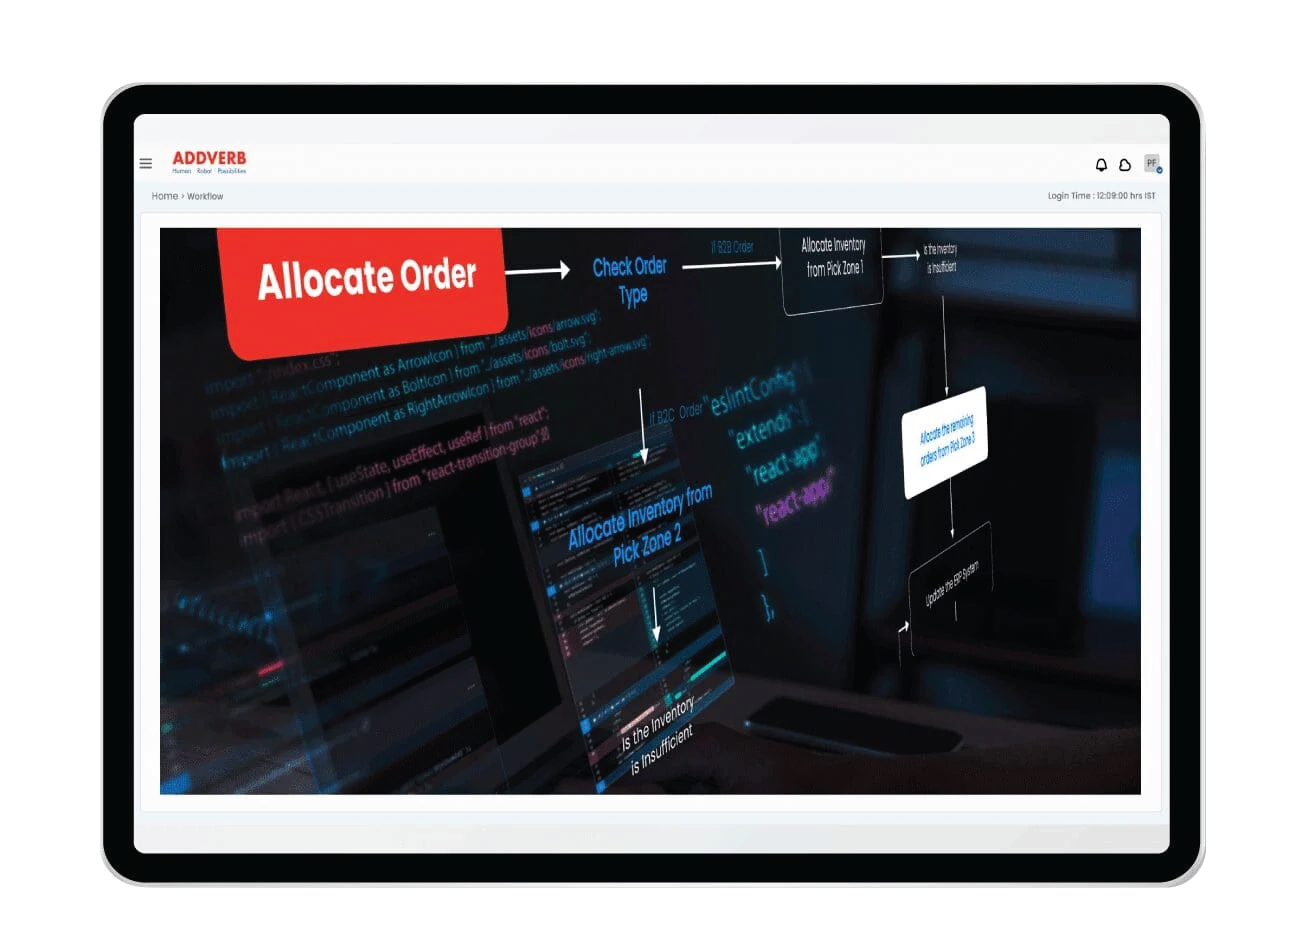 ADDVERB
Human Robot Possibilities
PF
Home > Workflow
Login Time : 12:09:00 hrs IST
Allocate Order
Check Order
Type
If B2B Order
Allocate Inventory
from Pick Zone 1
Is the Inventory
is Insufficient
import "./index.css";
import { ReactComponent as ArrowIcon } from "../assets/icons/arrow.svg";
import { ReactComponent as BoltIcon } from "../assets/icons/bolt.svg";
import { ReactComponent as RightArrowIcon } from "../assets/icons/right-arrow.svg";
import React, { useState, useEffect, useRef } from "react";
import { CSSTransition } from "react-transition-group";
If B2C Order
"eslintConfig": {
"extends": [
"react-app",
"react-app/
]
},
Allocate the remaining
orders from Pick Zone 3
Allocate Inventory from
Pick Zone 2
Update the ERP System
Is the Inventory
is Insufficient